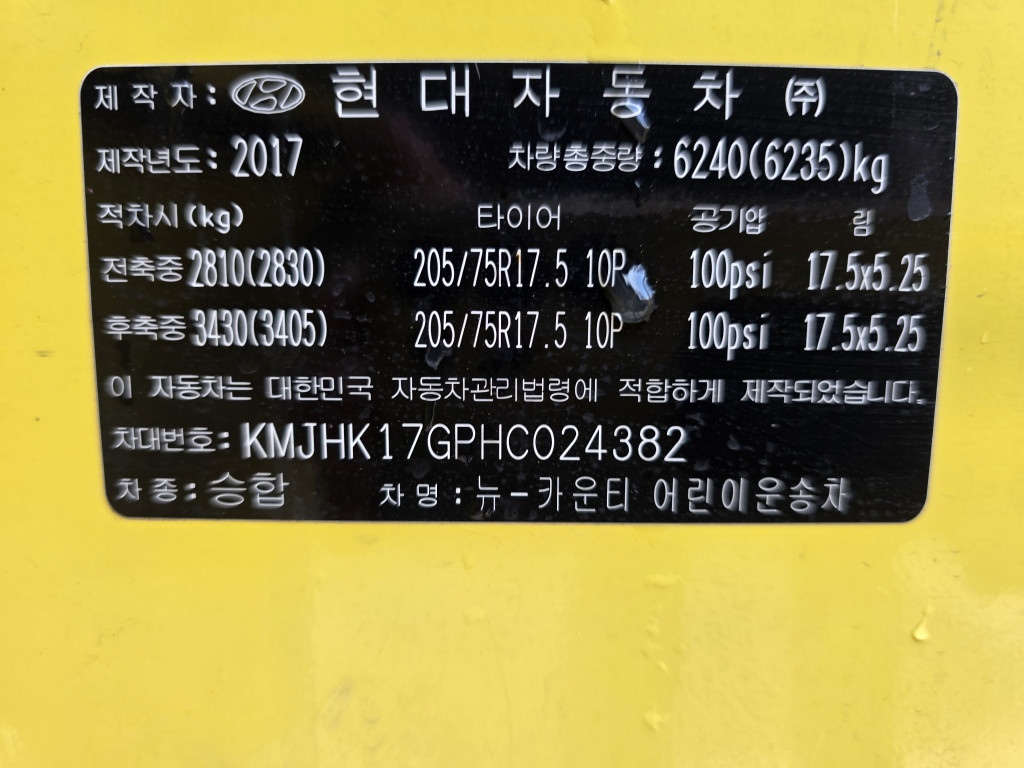 제 작 자 : 현 대 자 동 차 ㈜
제작년도 : 2017 차량총중량 : 6240(6235)kg
적차시(kg) 타이어 공기압 림
전축중 2810(2830) 205/75R17.5 10P 100psi 17.5x5.25
후축중 3430(3405) 205/75R17.5 10P 100psi 17.5x5.25
이 자동차는 대한민국 자동차관리법령에 적합하게 제작되었습니다.
차대번호 : KMJHK17GPHC024382
차 종 : 승합 차 명 : 뉴-카운티 어린이운송차